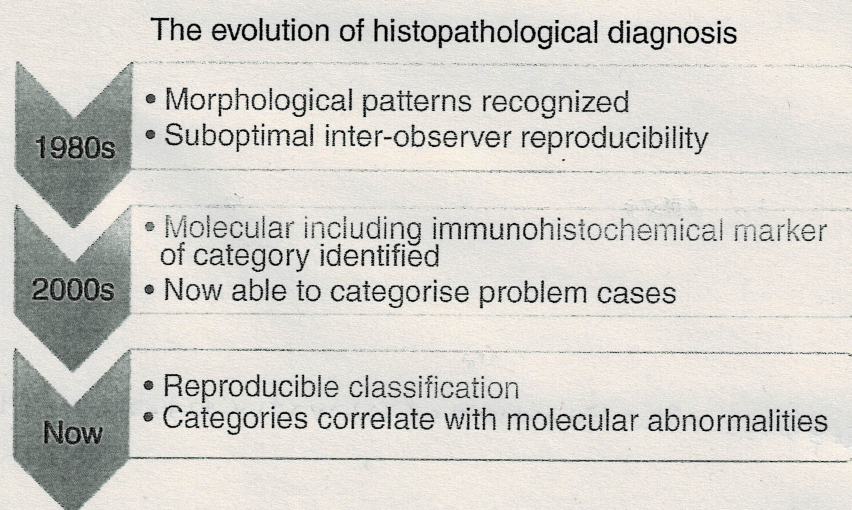 The evolution of histopathological diagnosis
1980s
• Morphological patterns recognized
• Suboptimal inter-observer reproducibility
2000s
• Molecular including immunohistochemical marker
of category identified
• Now able to categorise problem cases
Now
• Reproducible classification
• Categories correlate with molecular abnormalities